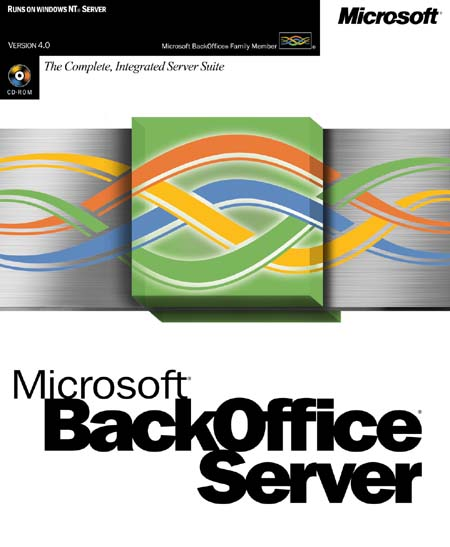 RUNS ON WINDOWS NT® SERVER
Microsoft®
VERSION 4.0
Microsoft BackOffice® Family Member ®
The Complete, Integrated Server Suite
CD-ROM
Microsoft®
BackOffice®
Server